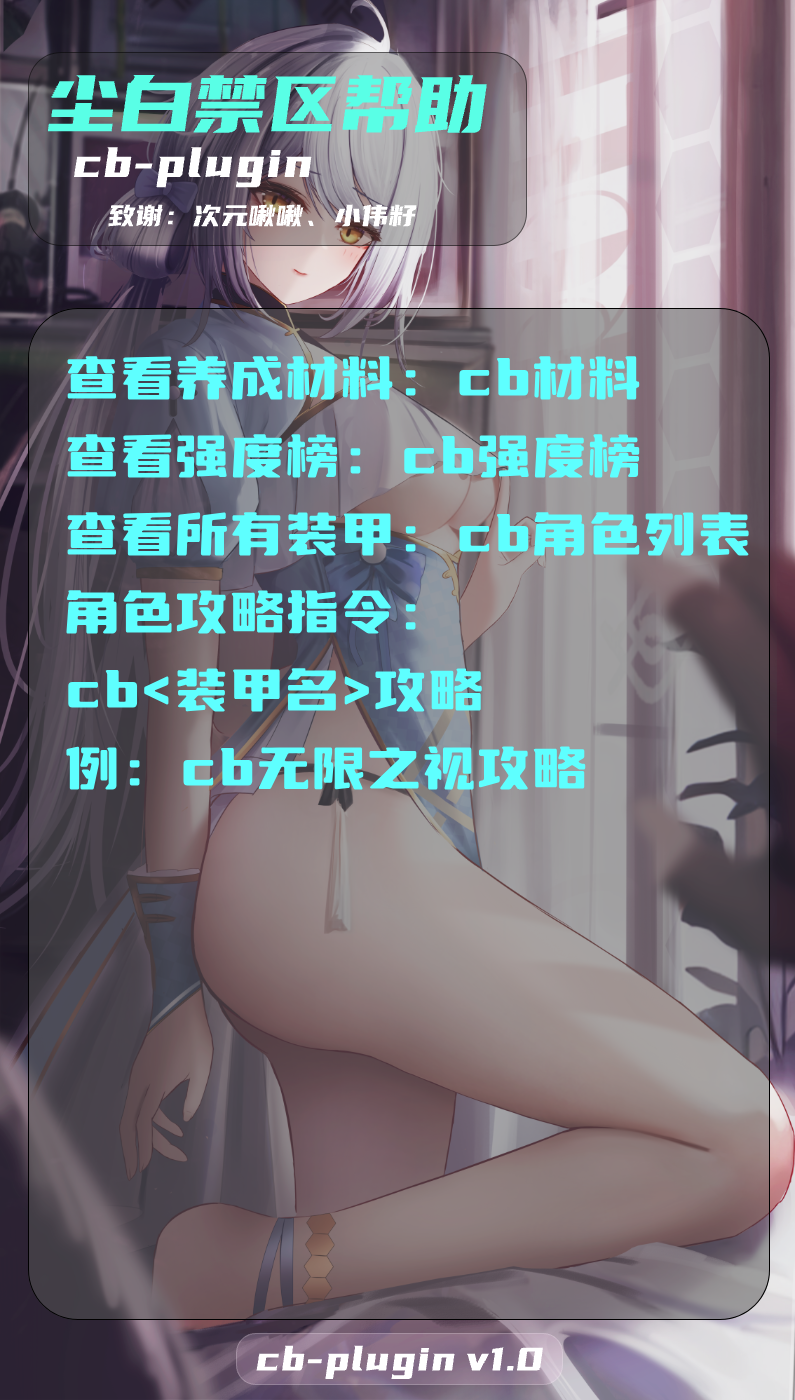 尘白禁区帮助
cb-plugin
致谢：次元啾啾、小伟籽
查看养成材料：cb材料
查看强度榜：cb强度榜
查看所有装甲：cb角色列表
角色攻略指令：
cb<装甲名>攻略
例：cb无限之视攻略
cb-plugin v1.0